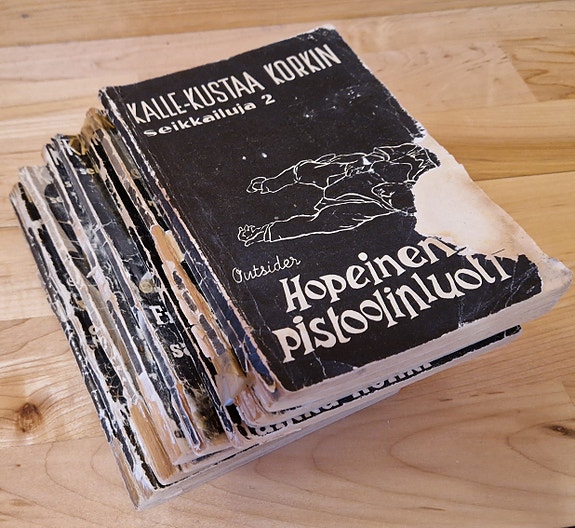 KALLE-KUSTAA KORKIN
seikkailuja 2
Outsider
Hopeinen
pistoolinluoti